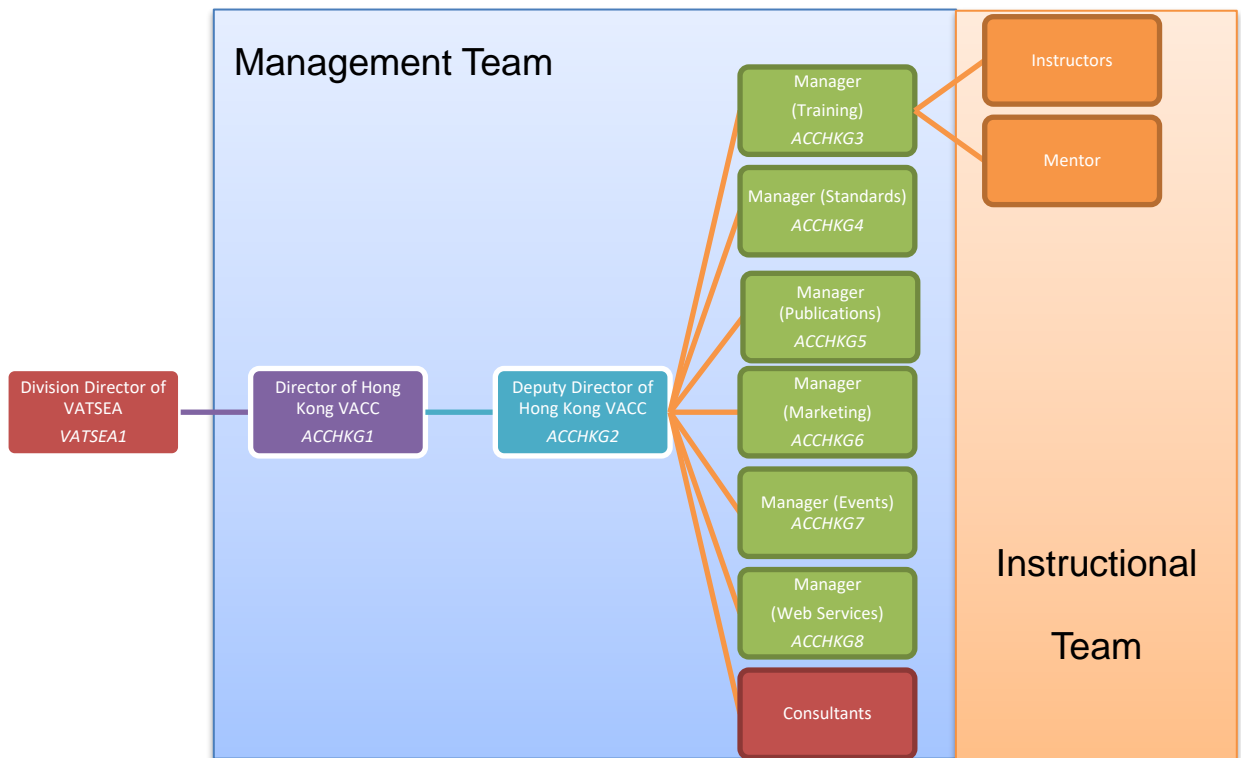 Management Team
Instructors
Mentor
Manager
(Training)
ACCHKG3
Manager (Standards)
ACCHKG4
Manager
(Publications)
ACCHKG5
Division Director of
VATSEA
VATSEA1
Director of Hong
Kong VACC
ACCHKG1
Deputy Director of
Hong Kong VACC
ACCHKG2
Manager
(Marketing)
ACCHKG6
Manager (Events)
ACCHKG7
Manager
(Web Services)
ACCHKG8
Consultants
Instructional
Team